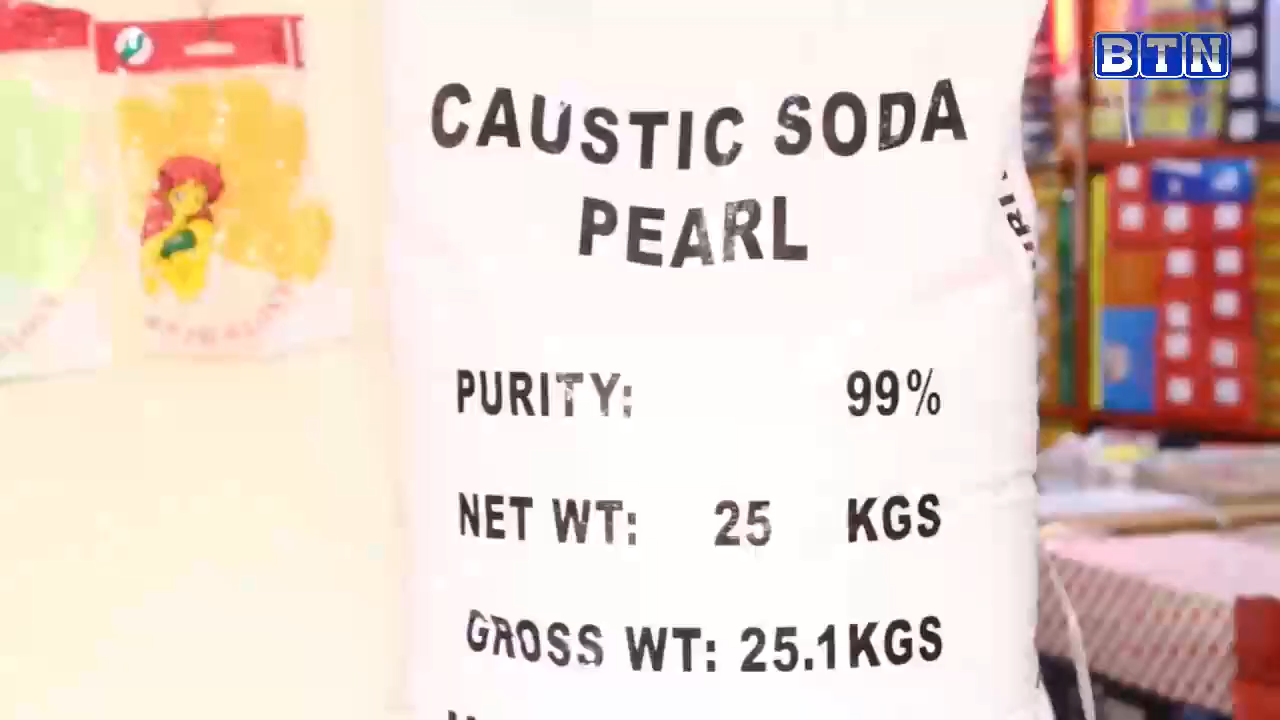 BTN
CAUSTIC SODA
PEARL
PURITY: 99%
NET WT: 25 KGS
GROSS WT: 25.1KGS